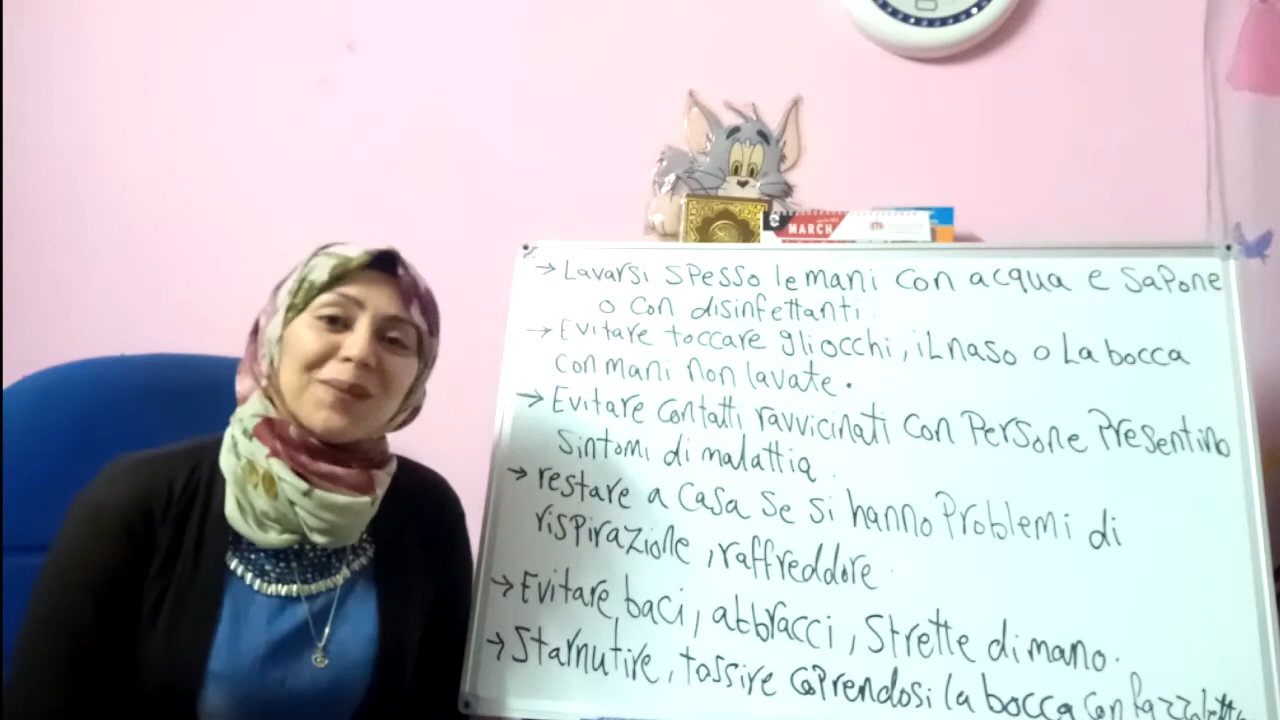 MARCH
→ Lavarsi spesso le mani con acqua e sapone
o con disinfettanti.
→ Evitare toccare gli occhi, il naso o la bocca
con mani non lavate.
→ Evitare contatti ravvicinati con persone presentino
sintomi di malattia.
→ restare a casa se si hanno problemi di
rispirazione, raffreddore.
→ Evitare baci, abbracci, strette di mano.
→ Starnutire, tossire coprendosi la bocca con